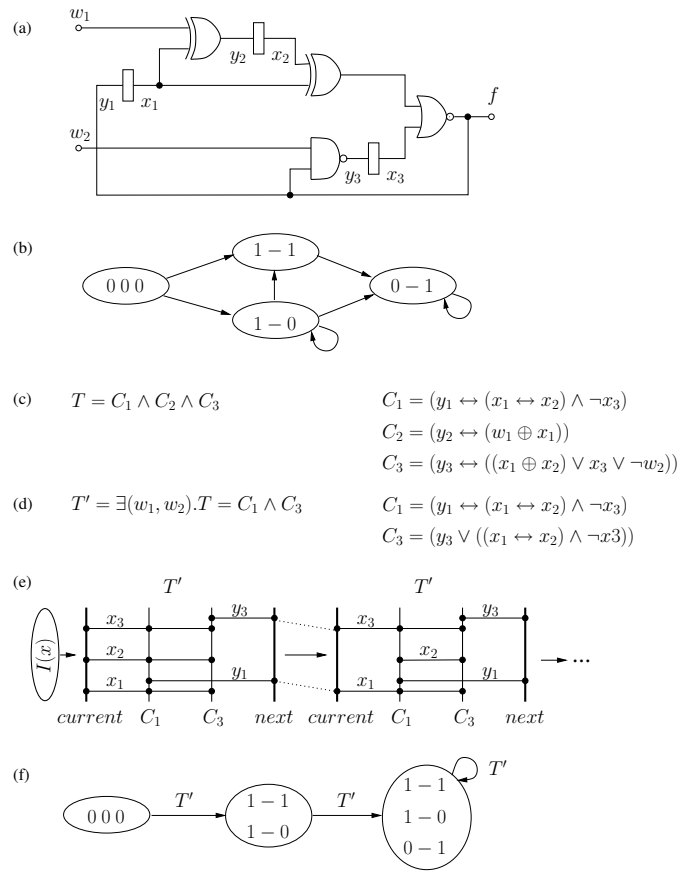 (a)
w₁
y₂ x₂
y₁ x₁
f
w₂
y₃ x₃
(b)
1 − 1
0 0 0
0 − 1
1 − 0
(c) T = C₁ ∧ C₂ ∧ C₃ C₁ = (y₁ ↔ (x₁ ↔ x₂) ∧ ¬x₃)
C₂ = (y₂ ↔ (w₁ ⊕ x₁))
C₃ = (y₃ ↔ ((x₁ ⊕ x₂) ∨ x₃ ∨ ¬w₂))
(d) T′ = ∃(w₁, w₂).T = C₁ ∧ C₃ C₁ = (y₁ ↔ (x₁ ↔ x₂) ∧ ¬x₃)
C₃ = (y₃ ∨ ((x₁ ↔ x₂) ∧ ¬x3))
(e)
T′ T′
x₃ y₃ x₃ y₃
I(x) x₂ x₂ ...
x₁ y₁ x₁ y₁
current C₁ C₃ next current C₁ C₃ next
(f)
T′
1 − 1
1 − 1
T′ T′
0 0 0
1 − 0
1 − 0
0 − 1